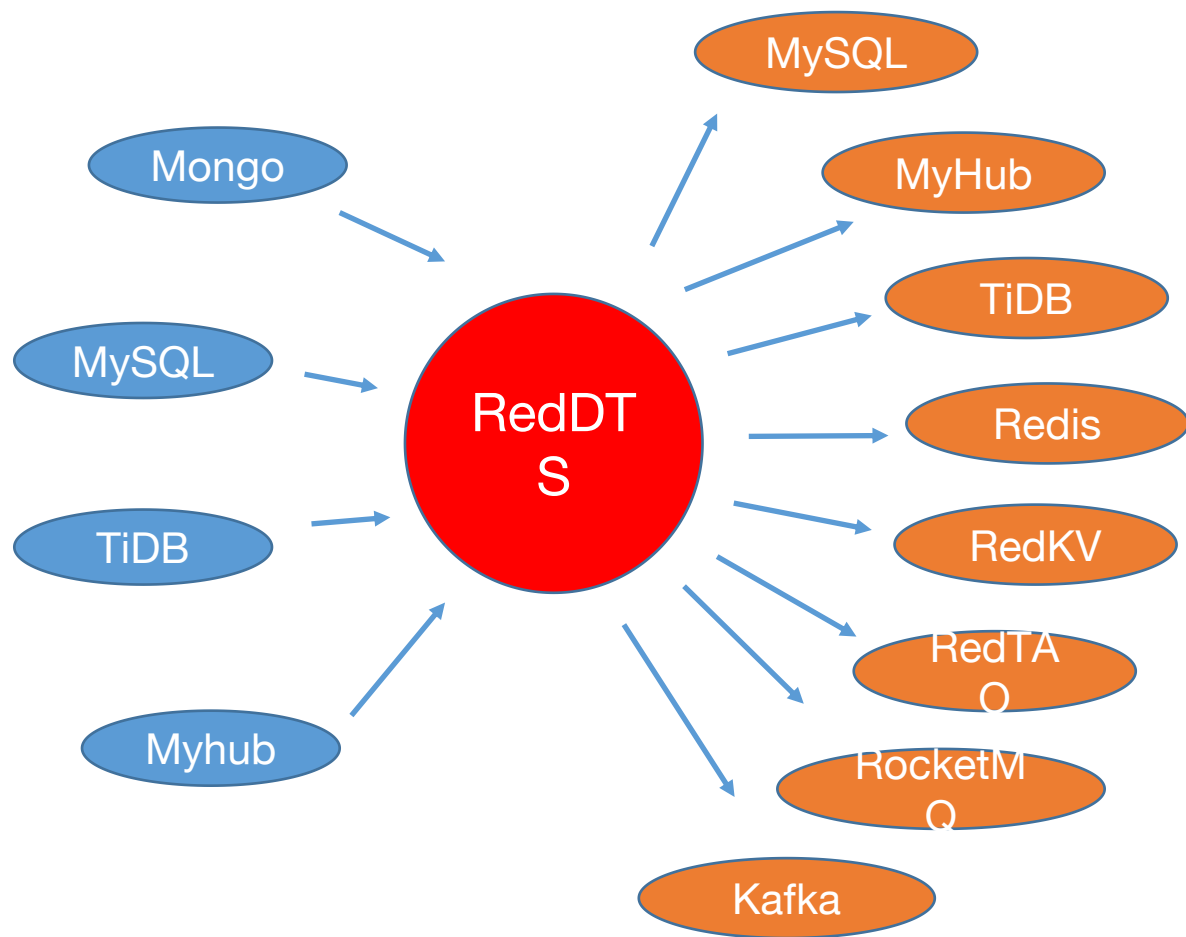 Mongo
MySQL
TiDB
Myhub
RedDT
S
MySQL
MyHub
TiDB
Redis
RedKV
RedTA
O
RocketM
Q
Kafka